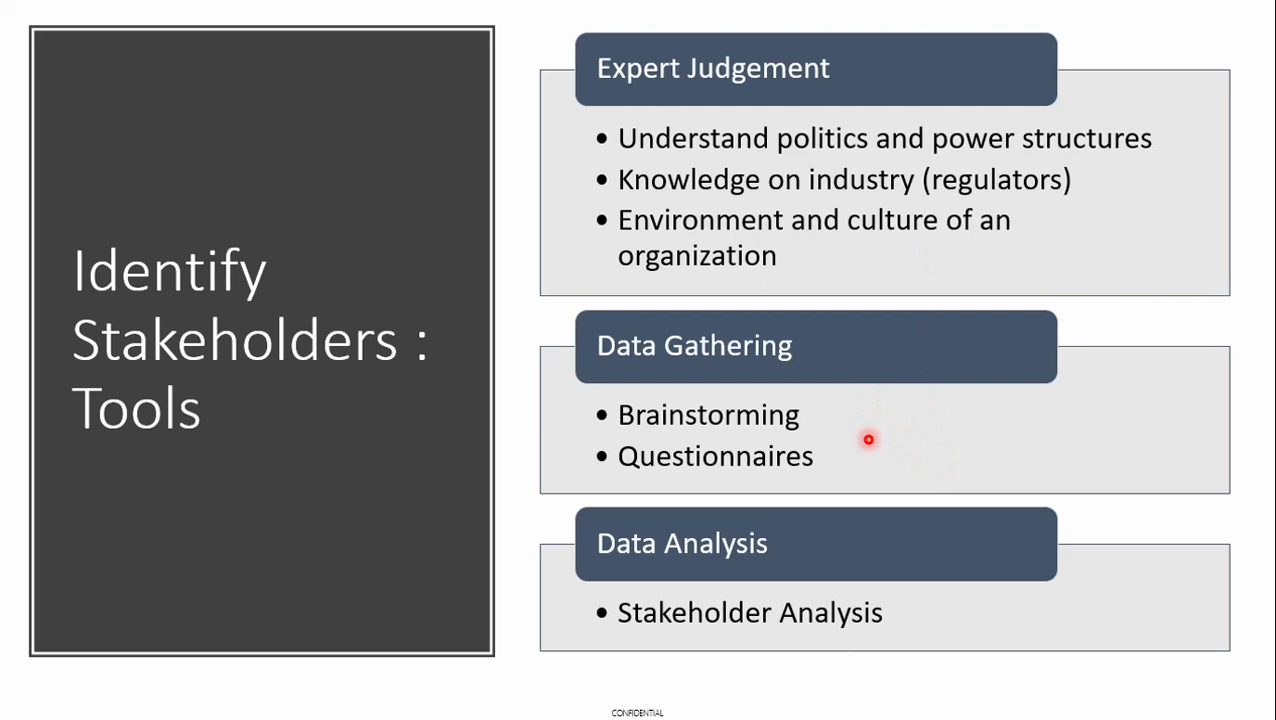 Identify
Stakeholders :
Tools
Expert Judgement
• Understand politics and power structures
• Knowledge on industry (regulators)
• Environment and culture of an
organization
Data Gathering
• Brainstorming
• Questionnaires
Data Analysis
• Stakeholder Analysis
CONFIDENTIAL